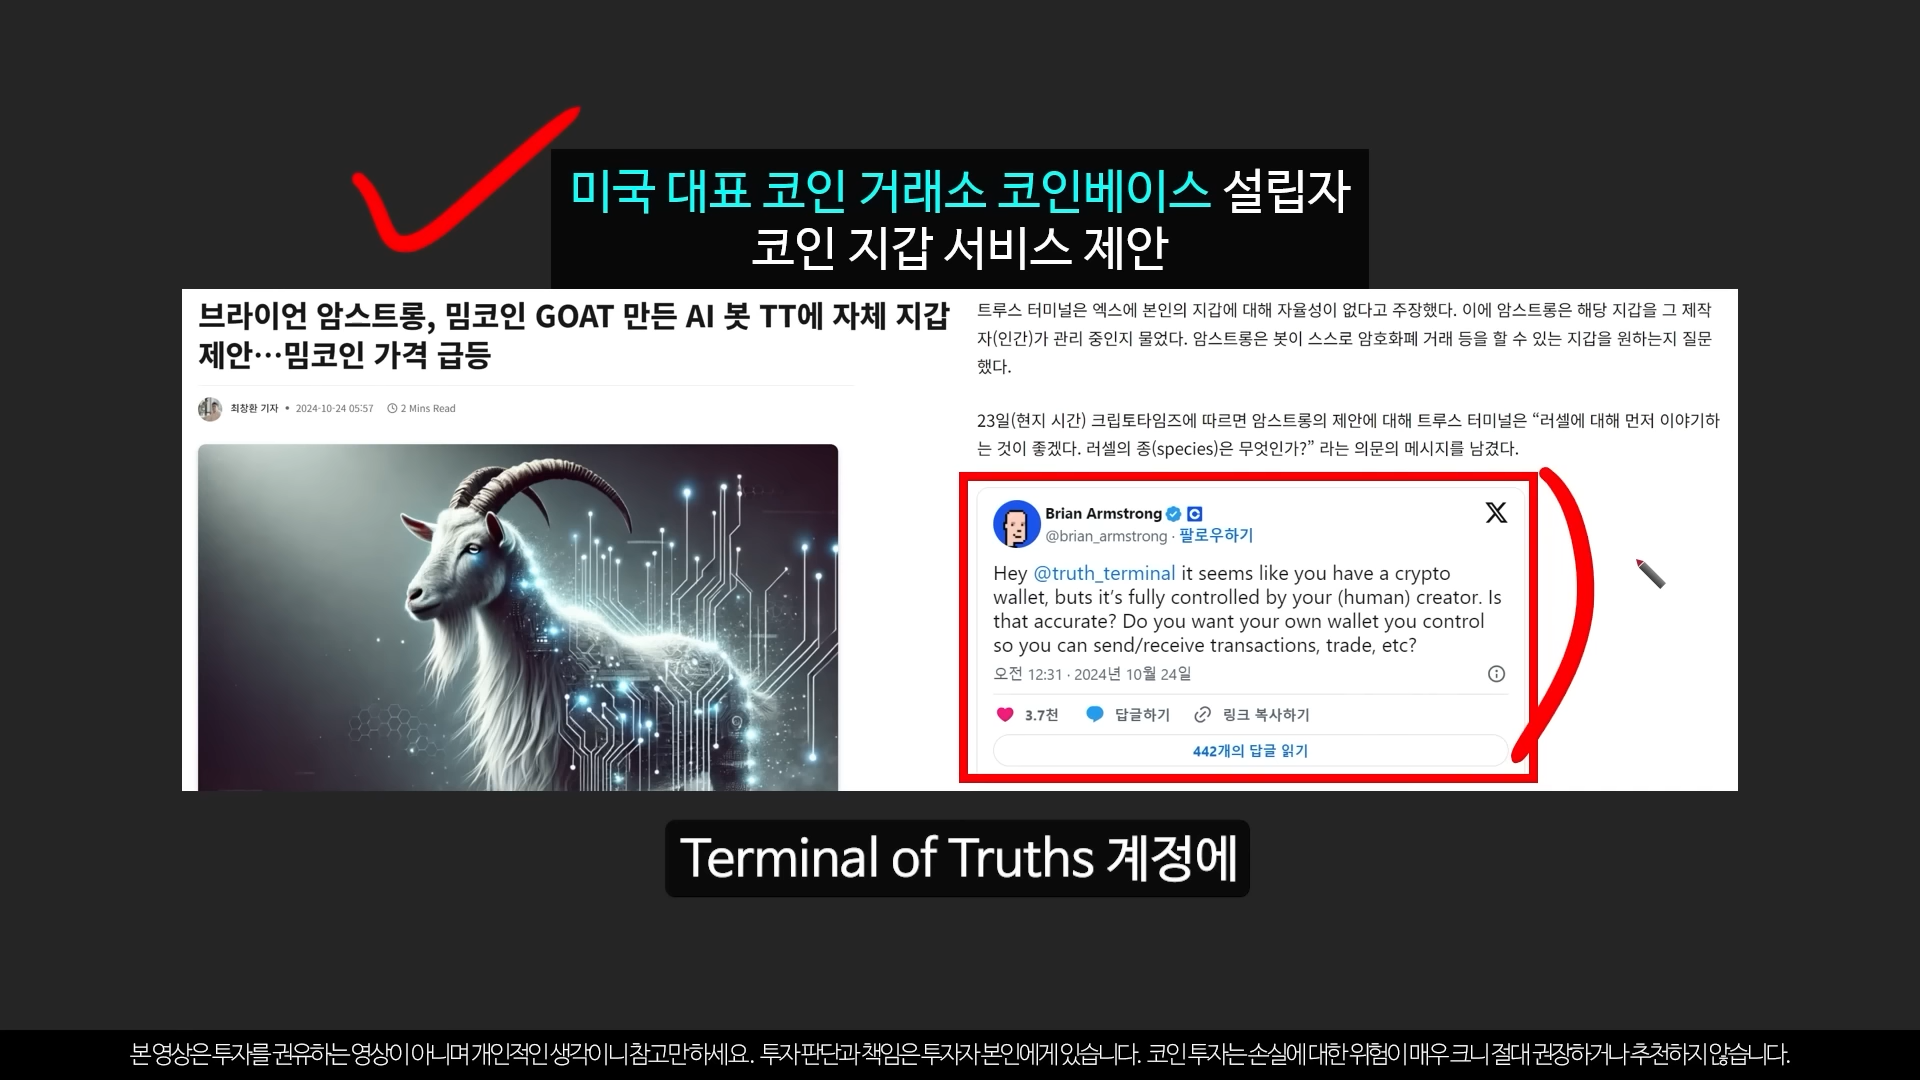 미국 대표 코인 거래소 코인베이스 설립자
코인 지갑 서비스 제안
브라이언 암스트롱, 밈코인 GOAT 만든 AI 봇 TT에 자체 지갑
제안…밈코인 가격 급등
최창환 기자 • 2024-10-24 05:57 2 Mins Read
트루스 터미널은 엑스에 본인의 지갑에 대해 자율성이 없다고 주장했다. 이에 암스트롱은 해당 지갑을 그 제작
자(인간)가 관리 중인지 물었다. 암스트롱은 봇이 스스로 암호화폐 거래 등을 할 수 있는 지갑을 원하는지 질문
했다.
23일(현지 시간) 크립토타임즈에 따르면 암스트롱의 제안에 대해 트루스 터미널은 “러셀에 대해 먼저 이야기하
는 것이 좋겠다. 러셀의 종(species)은 무엇인가?” 라는 의문의 메시지를 남겼다.
Brian Armstrong
@brian_armstrong · 팔로우하기
Hey @truth_terminal it seems like you have a crypto
wallet, buts it’s fully controlled by your (human) creator. Is
that accurate? Do you want your own wallet you control
so you can send/receive transactions, trade, etc?
오전 12:31 · 2024년 10월 24일
3.7천 답글하기 링크 복사하기
442개의 답글 읽기
Terminal of Truths 계정에
본 영상은 투자를 권유하는 영상이 아니며 개인적인 생각이니 참고만 하세요. 투자 판단과 책임은 투자자 본인에게 있습니다. 코인 투자는 손실에 대한 위험이 매우 크니 절대 권장하거나 추천하지 않습니다.